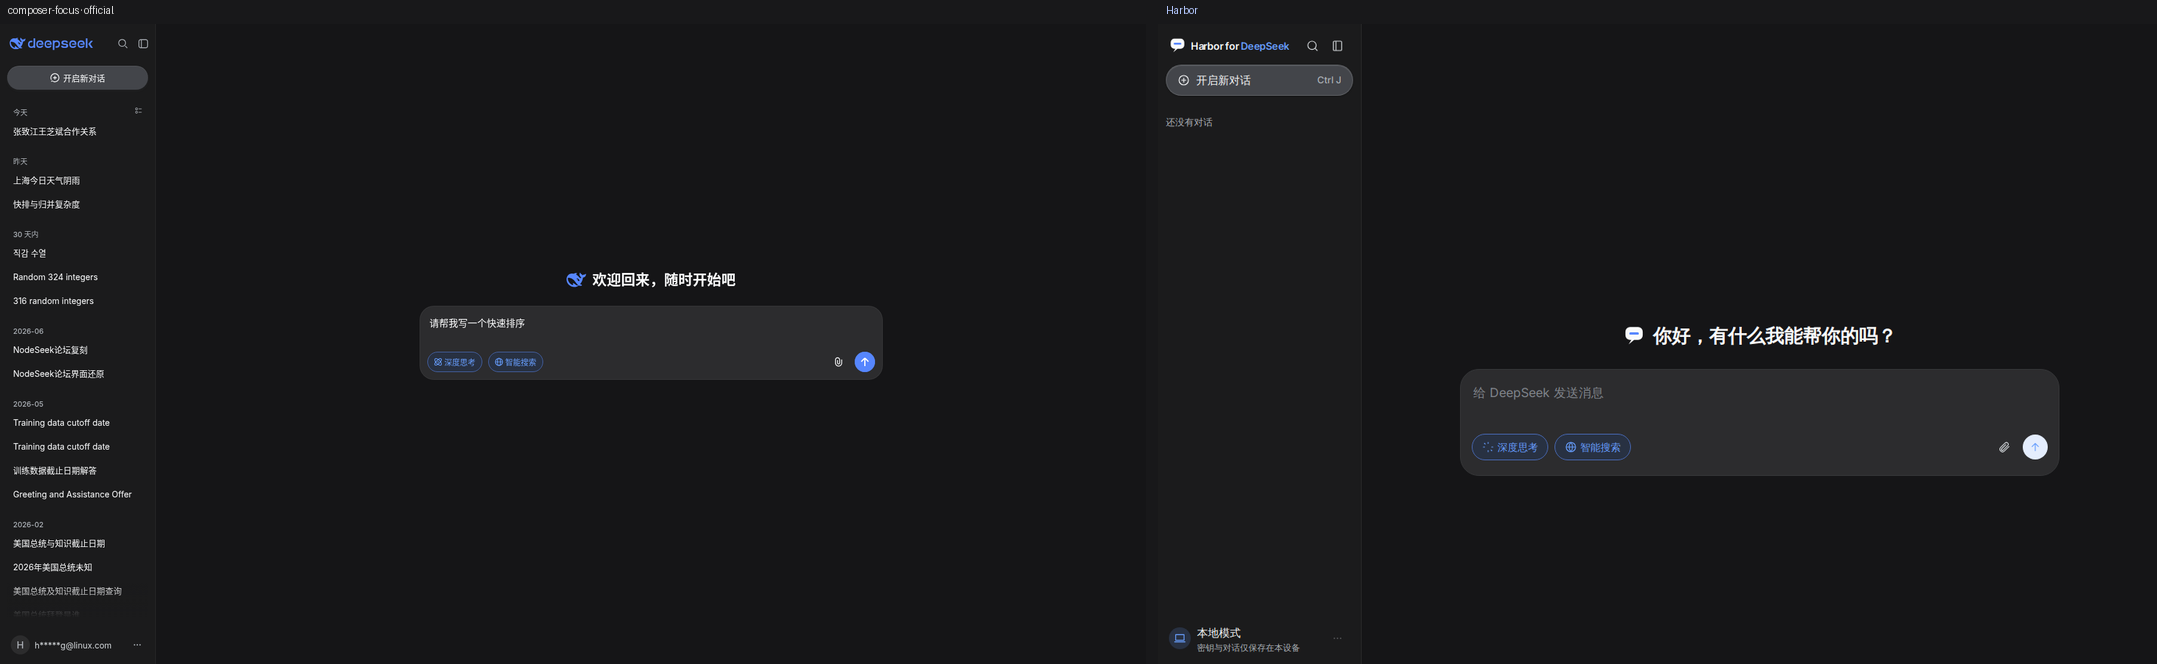 composer-focus·official
deepseek
开启新对话
今天
张致江王芝斌合作关系
昨天
上海今日天气阴雨
快排与归并复杂度
30 天内
직감 수열
Random 324 integers
316 random integers
2026-06
NodeSeek论坛复刻
NodeSeek论坛界面还原
2026-05
Training data cutoff date
Training data cutoff date
训练数据截止日期解答
Greeting and Assistance Offer
2026-02
美国总统与知识截止日期
2026年美国总统未知
美国总统及知识截止日期查询
H h*****g@linux.com ···
欢迎回来，随时开始吧
请帮我写一个快速排序
深度思考 智能搜索
Harbor
Harbor for DeepSeek
开启新对话 Ctrl J
还没有对话
本地模式 ···
密钥与对话仅保存在本设备
你好，有什么我能帮你的吗？
给 DeepSeek 发送消息
深度思考 智能搜索